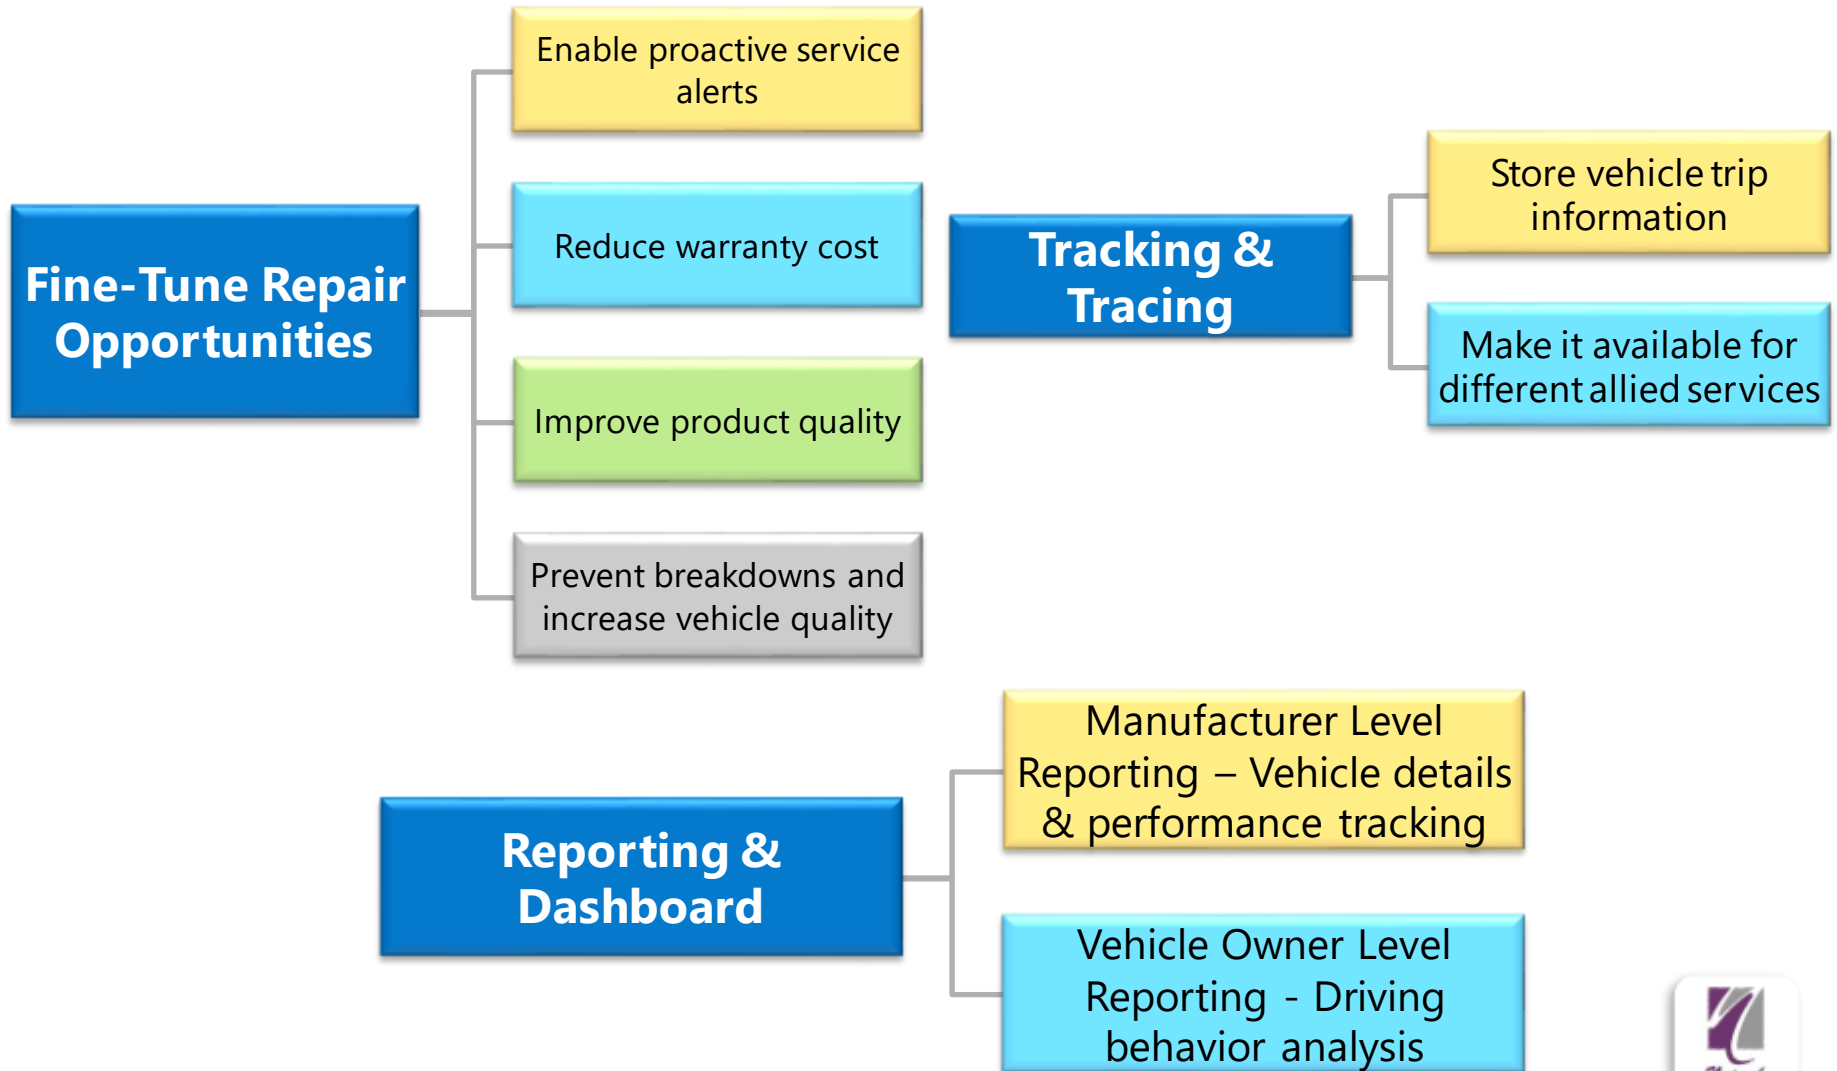 Fine-Tune Repair
Opportunities
Enable proactive service
alerts
Reduce warranty cost
Improve product quality
Prevent breakdowns and
increase vehicle quality
Tracking &
Tracing
Store vehicle trip
information
Make it available for
different allied services
Reporting &
Dashboard
Manufacturer Level
Reporting – Vehicle details
& performance tracking
Vehicle Owner Level
Reporting - Driving
behavior analysis